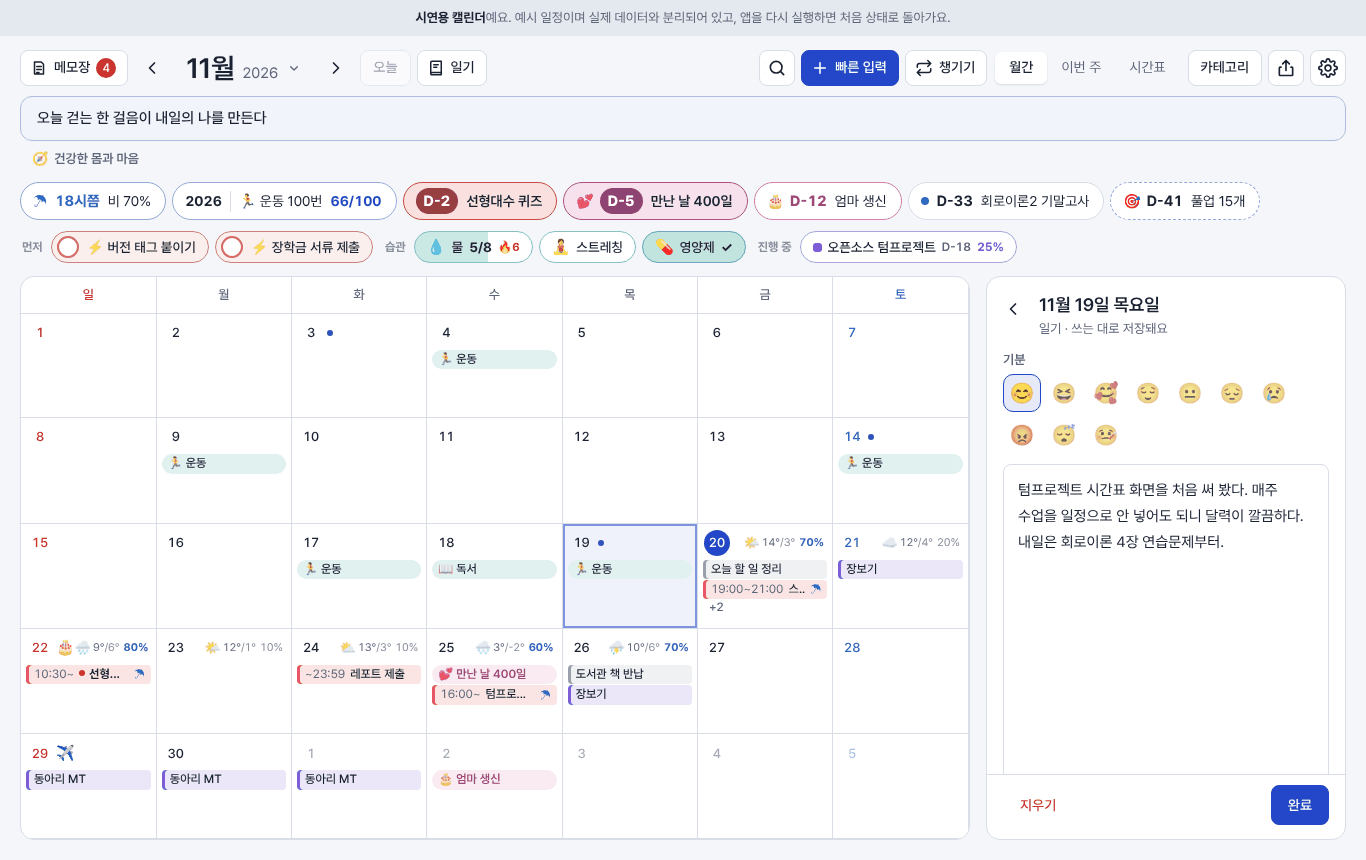 시연용 캘린더예요. 예시 일정이며 실제 데이터와 분리되어 있고, 앱을 다시 실행하면 처음 상태로 돌아가요.
메모장 4 11월 2026 오늘 일기 빠른 입력 챙기기 월간 이번 주 시간표 카테고리
오늘 걷는 한 걸음이 내일의 나를 만든다
건강한 몸과 마음
18시쯤 비 70% 2026 운동 100번 66/100 D-2 선형대수 퀴즈 D-5 만난 날 400일 D-12 엄마 생신 D-33 회로이론2 기말고사 D-41 풀업 15개
먼저 버전 태그 붙이기 장학금 서류 제출 습관 물 5/8 6 스트레칭 영양제 진행 중 오픈소스 텀프로젝트 D-18 25%
일 월 화 수 목 금 토
1 2 3 4 5 6 7
운동
8 9 10 11 12 13 14
운동 운동
15 16 17 18 19 20 14°/3° 70% 21 12°/4° 20%
운동 독서 운동 오늘 할 일 정리 장보기
19:00~21:00 스..
+2
22 9°/6° 80% 23 12°/1° 10% 24 13°/3° 10% 25 3°/-2° 60% 26 10°/6° 70% 27 28
10:30~ 선형... ~23:59 레포트 제출 만난 날 400일 도서관 책 반납
16:00~ 텀프로... 장보기
29 30 1 2 3 4 5
동아리 MT 동아리 MT 동아리 MT 엄마 생신
11월 19일 목요일
일기 · 쓰는 대로 저장돼요
기분
텀프로젝트 시간표 화면을 처음 써 봤다. 매주
수업을 일정으로 안 넣어도 되니 달력이 깔끔하다.
내일은 회로이론 4장 연습문제부터.
지우기 완료